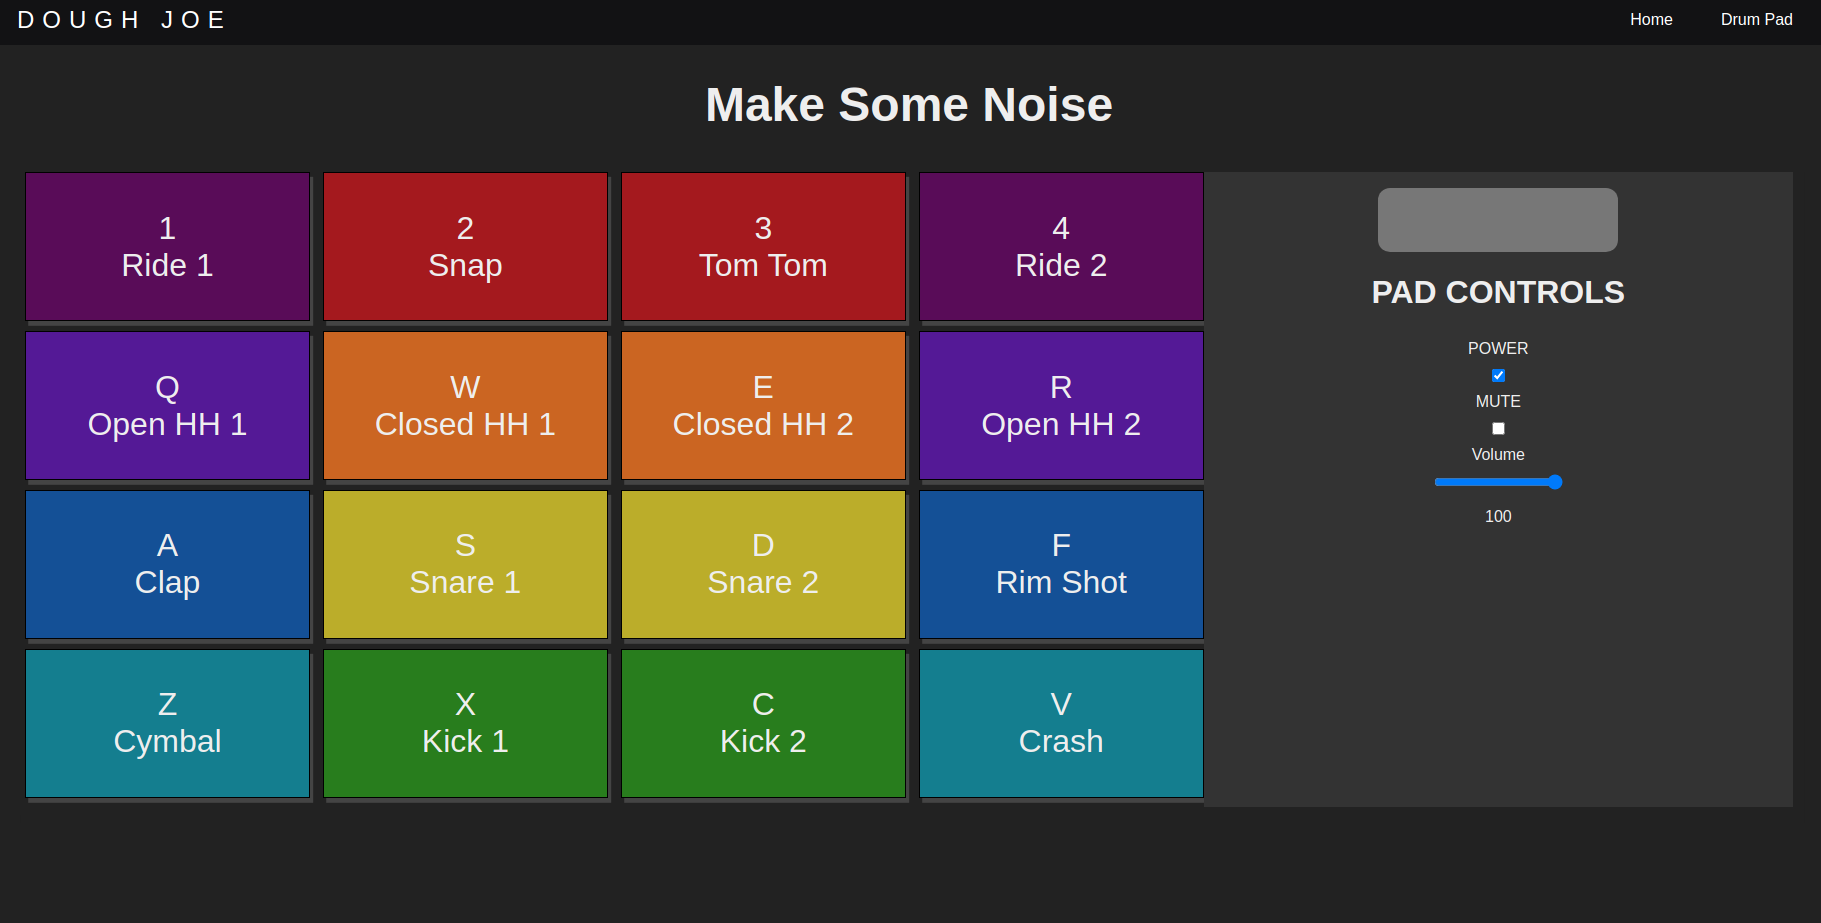 DOUGH JOE
Home
Drum Pad
Make Some Noise
1
Ride 1
2
Snap
3
Tom Tom
4
Ride 2
Q
Open HH 1
W
Closed HH 1
E
Closed HH 2
R
Open HH 2
A
Clap
S
Snare 1
D
Snare 2
F
Rim Shot
Z
Cymbal
X
Kick 1
C
Kick 2
V
Crash
PAD CONTROLS
POWER
MUTE
Volume
100